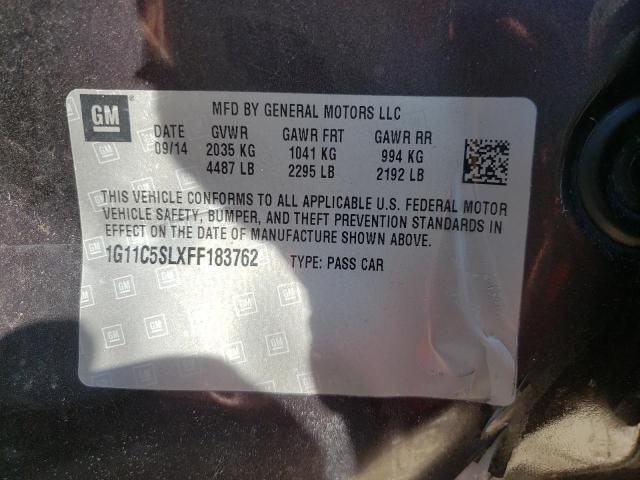 GM
MFD BY GENERAL MOTORS LLC
DATE GVWR GAWR FRT GAWR RR
09/14 2035 KG 1041 KG 994 KG
4487 LB 2295 LB 2192 LB
THIS VEHICLE CONFORMS TO ALL APPLICABLE U.S. FEDERAL MOTOR
VEHICLE SAFETY, BUMPER, AND THEFT PREVENTION STANDARDS IN
EFFECT ON THE DATE OF MANUFACTURE SHOWN ABOVE.
1G11C5SLXFF183762 TYPE: PASS CAR